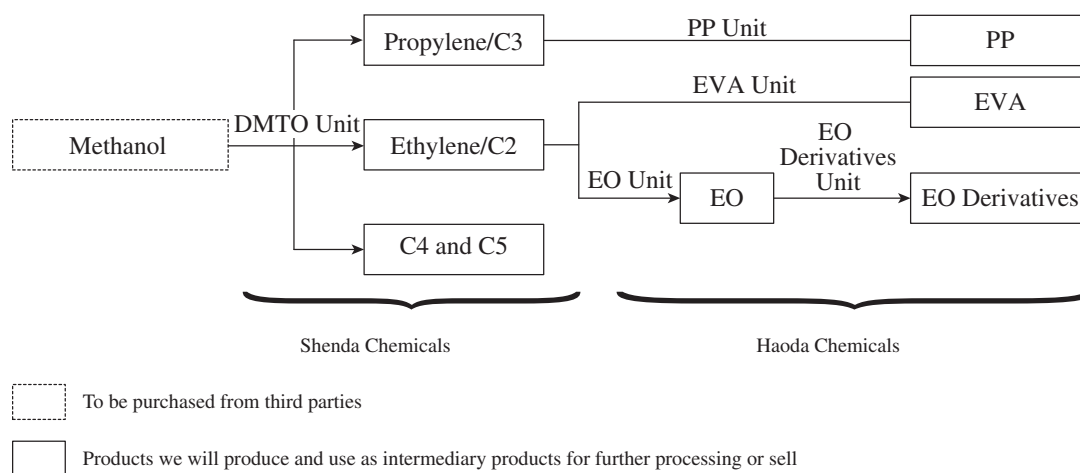 Propylene/C3
PP Unit
PP
EVA Unit
EVA
Methanol
DMTO Unit
Ethylene/C2
EO Unit
EO
EO
Derivatives
Unit
EO Derivatives
C4 and C5
Shenda Chemicals
Haoda Chemicals
To be purchased from third parties
Products we will produce and use as intermediary products for further processing or sell